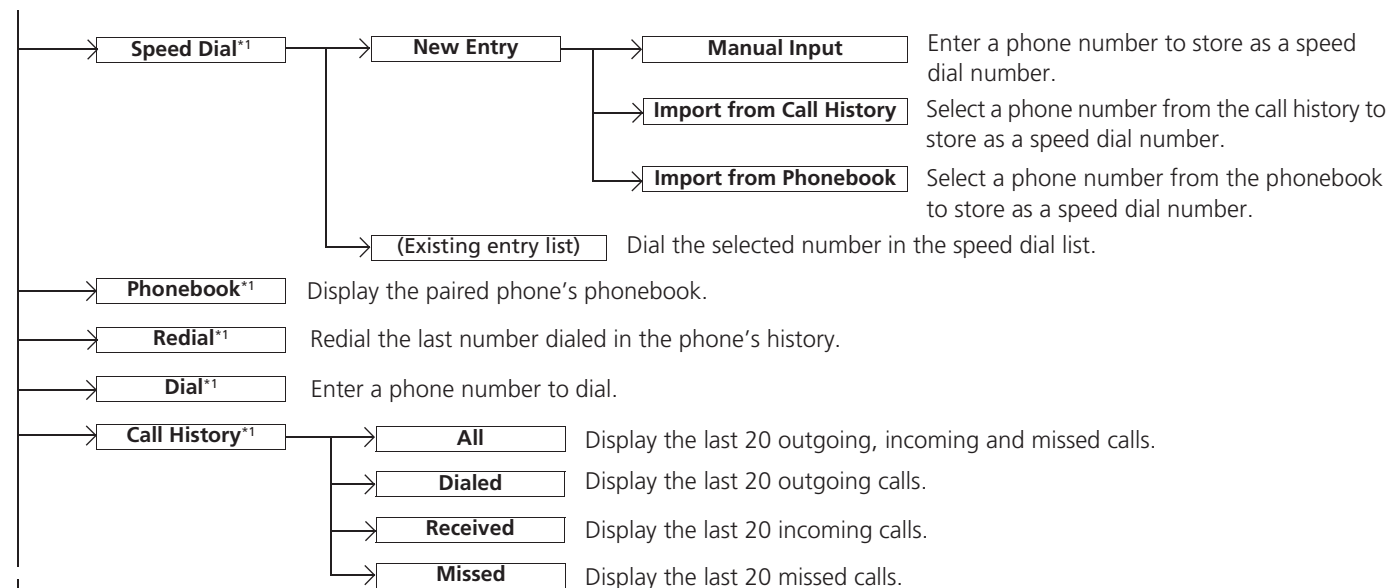 Speed Dial*1
New Entry
Manual Input
Enter a phone number to store as a speed
dial number.
Import from Call History
Select a phone number from the call history to
store as a speed dial number.
Import from Phonebook
Select a phone number from the phonebook
to store as a speed dial number.
(Existing entry list)
Dial the selected number in the speed dial list.
Phonebook*1
Display the paired phone’s phonebook.
Redial*1
Redial the last number dialed in the phone’s history.
Dial*1
Enter a phone number to dial.
Call History*1
All
Display the last 20 outgoing, incoming and missed calls.
Dialed
Display the last 20 outgoing calls.
Received
Display the last 20 incoming calls.
Missed
Display the last 20 missed calls.